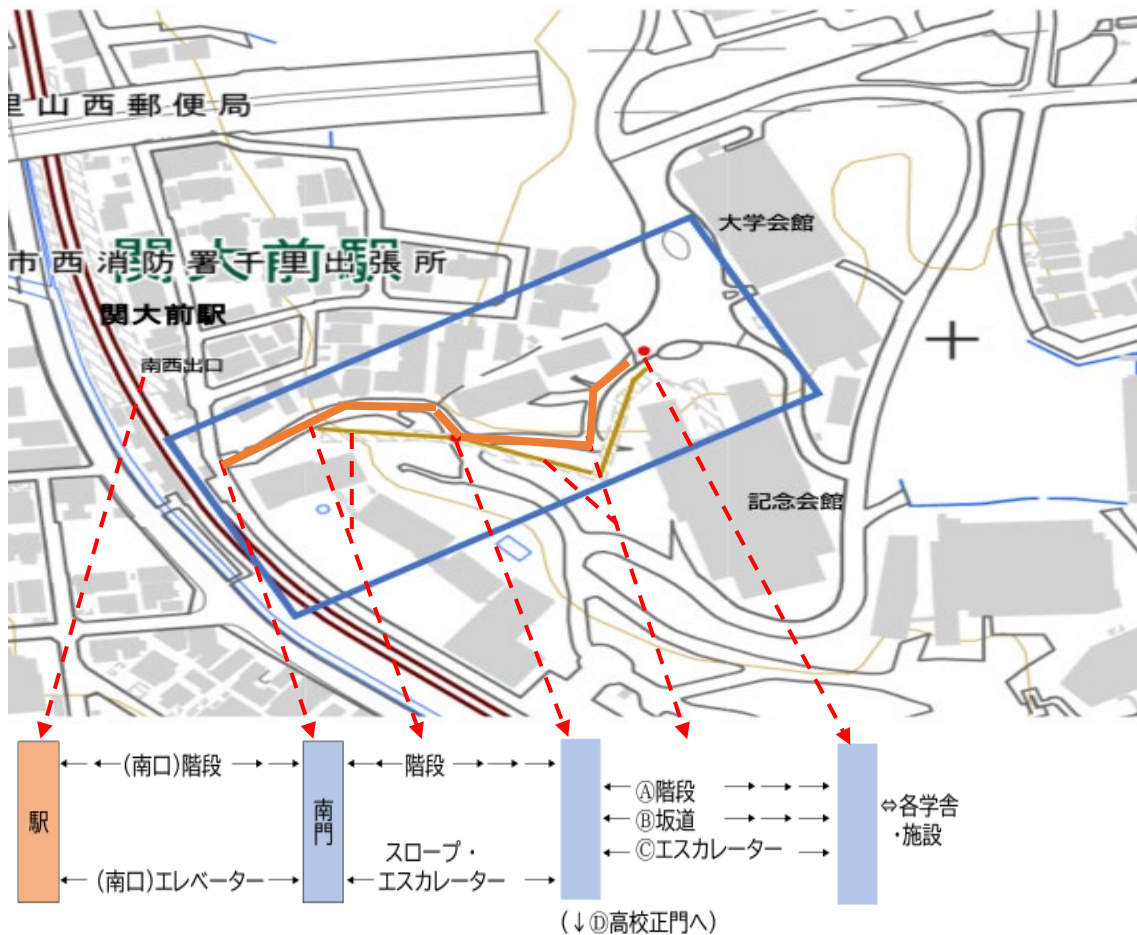 里山西郵便局
大学会館
関大前駅
市西消防署千里出張所
関大前駅
南西出口
記念会館
駅
(南口)階段
(南口)エレベーター
南門
階段
スロープ・
エスカレーター
Ⓐ階段
Ⓑ坂道
Ⓒエスカレーター
⇔各学舎
・施設
(↓Ⓓ高校正門へ)